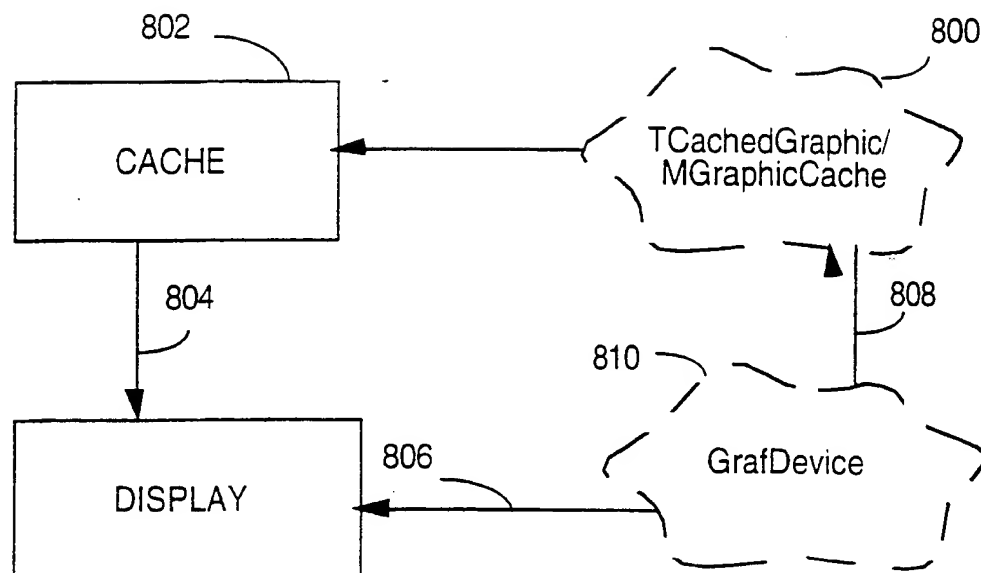 802
800
CACHE
TCachedGraphic/
MGraphicCache
804
808
810
806
GrafDevice
DISPLAY